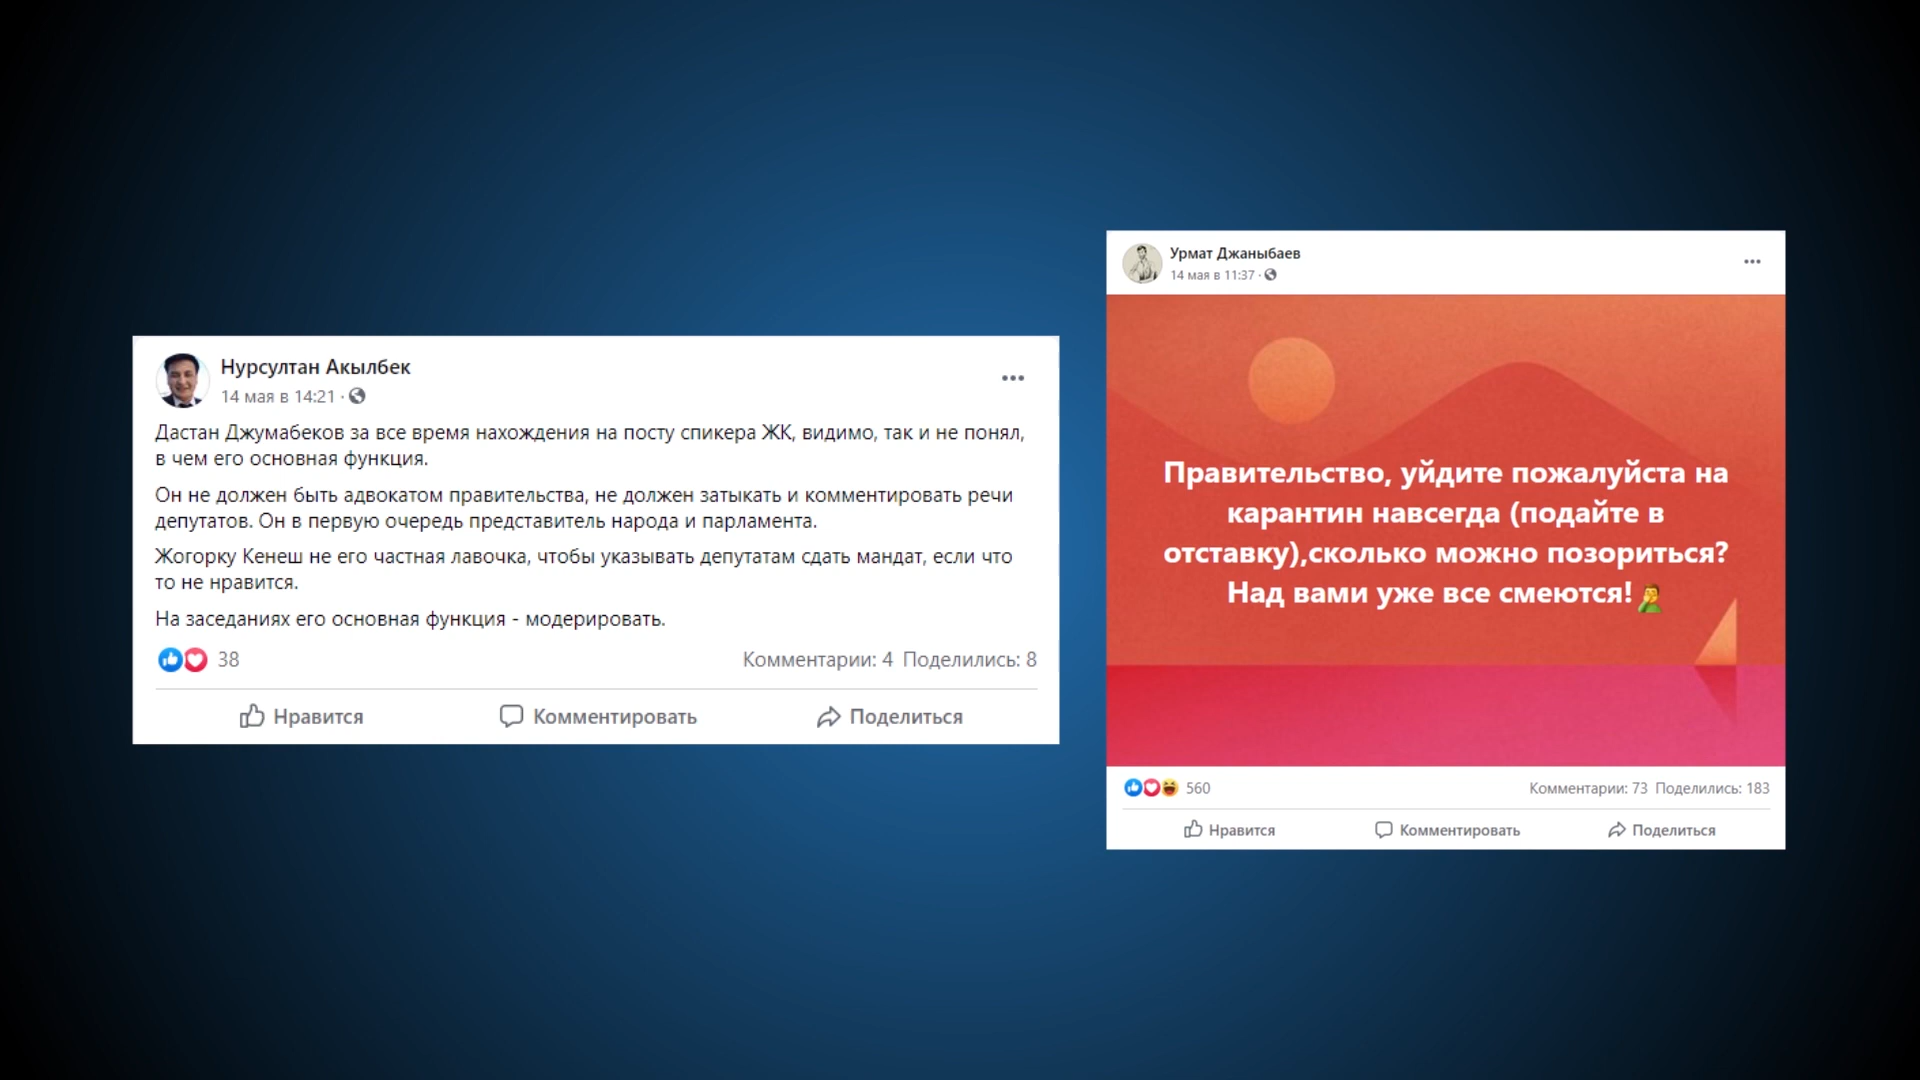 Нурсултан Акылбек
14 мая в 14:21 ·
Дастан Джумабеков за все время нахождения на посту спикера ЖК, видимо, так и не понял,
в чем его основная функция.
Он не должен быть адвокатом правительства, не должен затыкать и комментировать речи
депутатов. Он в первую очередь представитель народа и парламента.
Жогорку Кенеш не его частная лавочка, чтобы указывать депутатам сдать мандат, если что
то не нравится.
На заседаниях его основная функция - модерировать.
38
Комментарии: 4 Поделились: 8
Нравится
Комментировать
Поделиться
Урмат Джаныбаев
14 мая в 11:37 ·
Правительство, уйдите пожалуйста на
карантин навсегда (подайте в
отставку),сколько можно позориться?
Над вами уже все смеются!🤦‍♂️
560
Комментарии: 73 Поделились: 183
Нравится
Комментировать
Поделиться